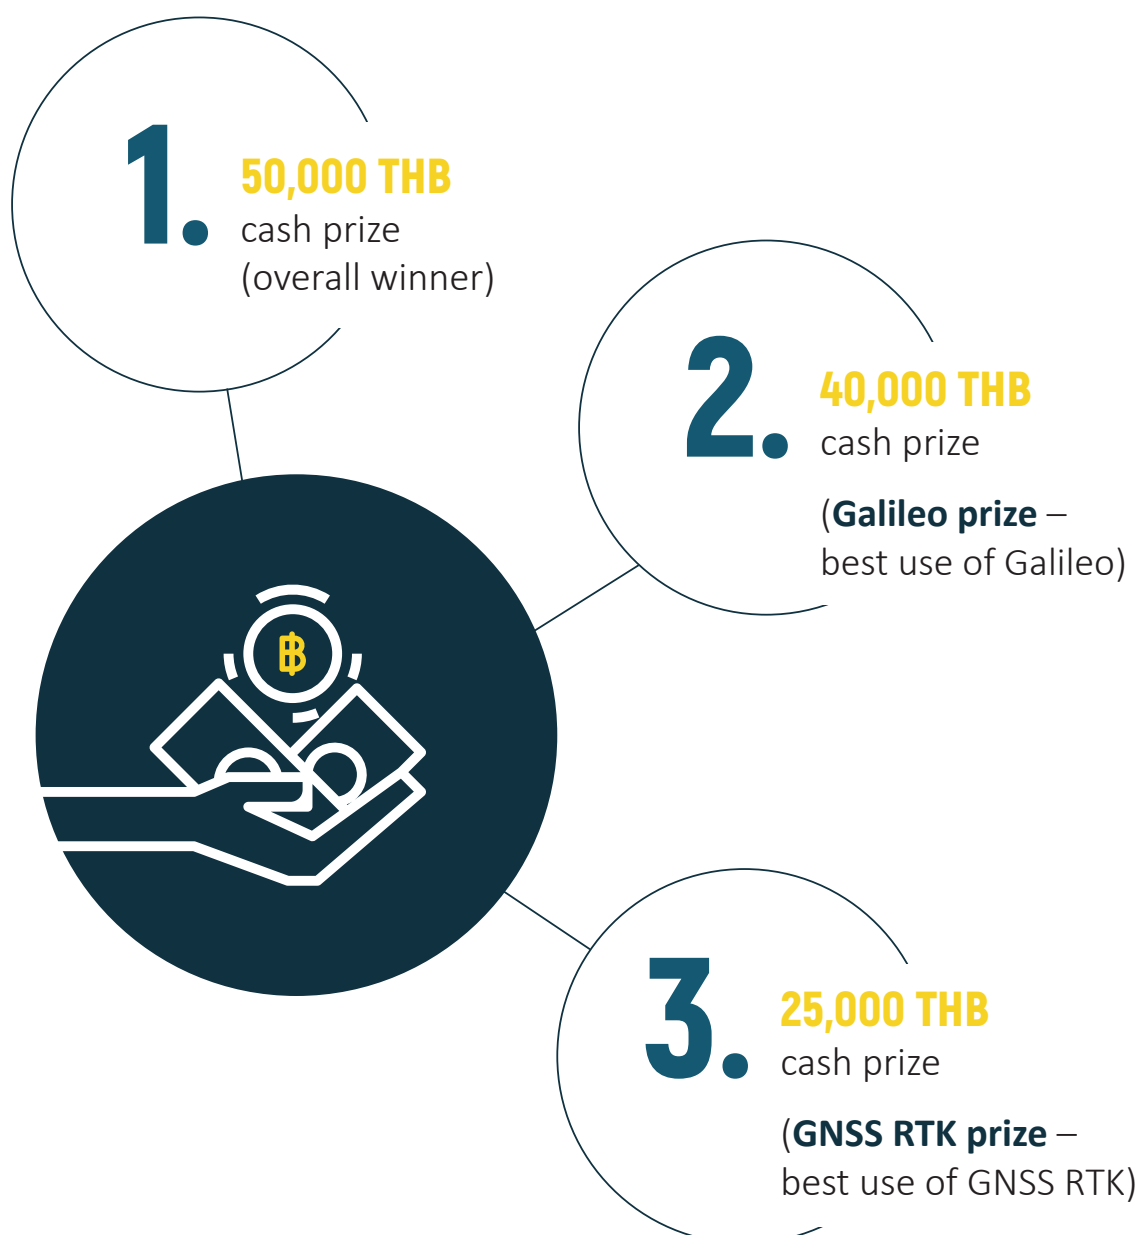 1.
50,000 THB
cash prize
(overall winner)
2.
40,000 THB
cash prize
(Galileo prize –
best use of Galileo)
฿
3.
25,000 THB
cash prize
(GNSS RTK prize –
best use of GNSS RTK)